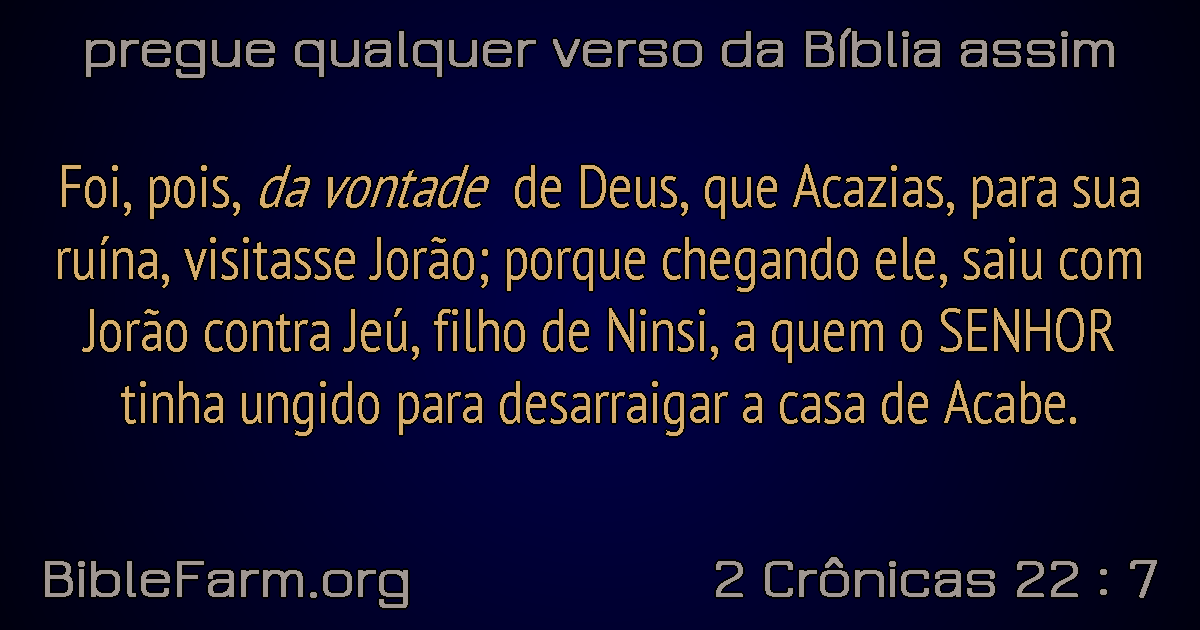 pregue qualquer verso da Bíblia assim
Foi, pois, da vontade de Deus, que Acazias, para sua
ruína, visitasse Jorão; porque chegando ele, saiu com
Jorão contra Jeú, filho de Ninsi, a quem o SENHOR
tinha ungido para desarraigar a casa de Acabe.
BibleFarm.org
2 Crônicas 22 : 7